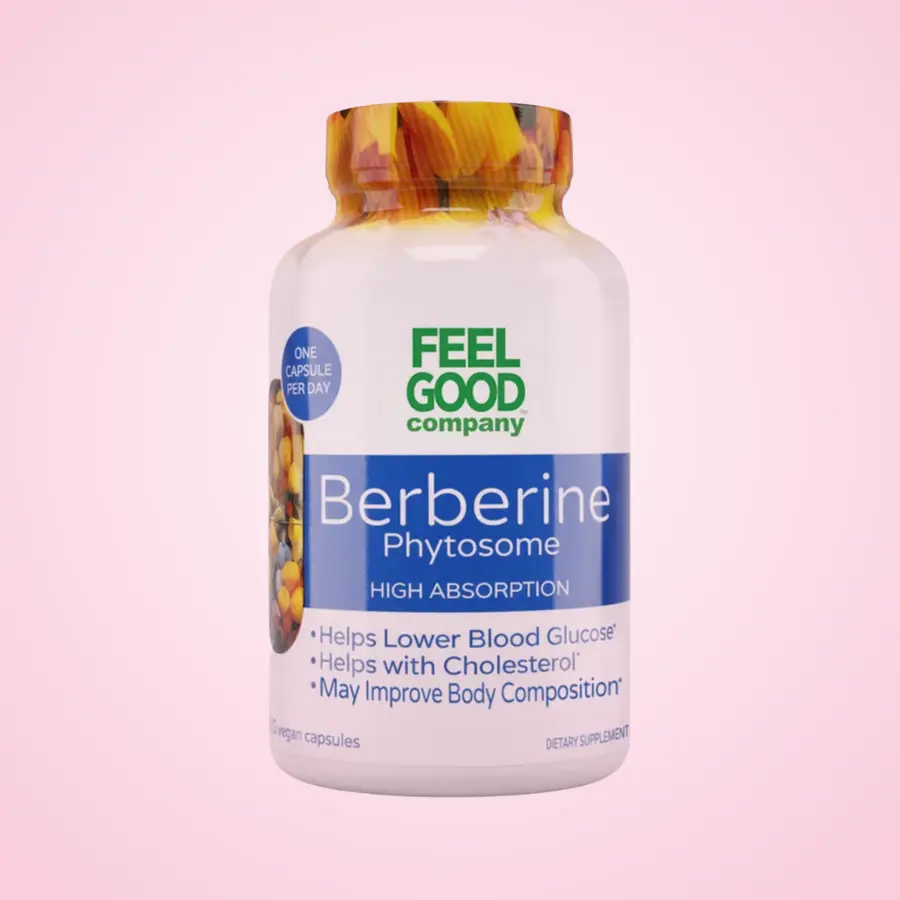 ONE
CAPSULE
PER DAY
FEEL
GOOD
company
Berberine
Phytosome
HIGH ABSORPTION
•Helps Lower Blood Glucose*
•Helps with Cholesterol*
•May Improve Body Composition*
vegan capsules
DIETARY SUPPLEMENT